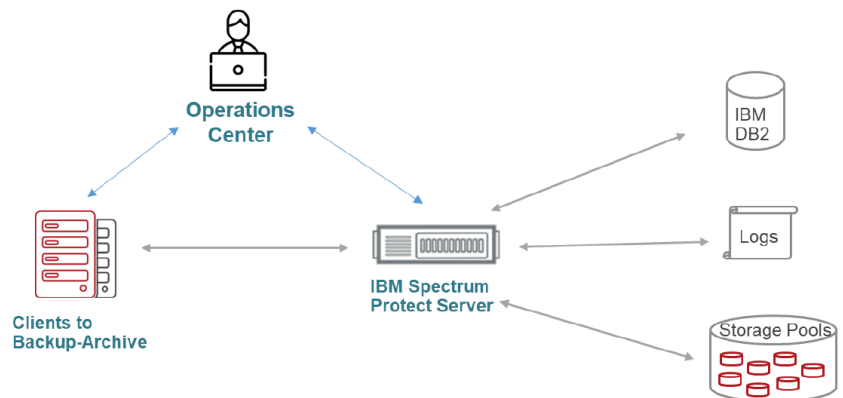 Operations
Center
IBM
DB2
Logs
IBM Spectrum
Protect Server
Clients to
Backup-Archive
Storage Pools